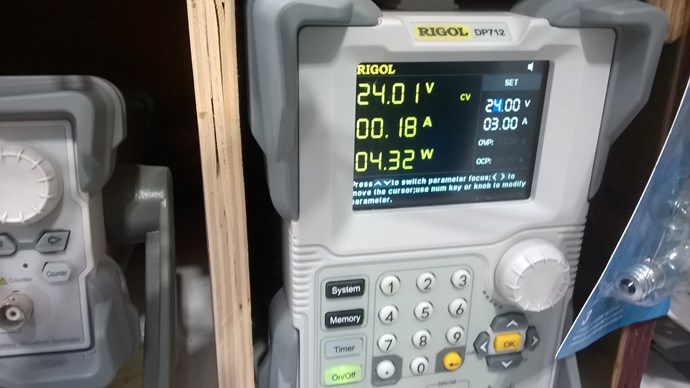 RIGOL DP712
RIGOL
SET
24.01 V
CV
24.00 V
00.18 A
03.00 A
04.32 W
OVP:
OCP:
Press to switch parameter focus; to
move the cursor;use num key or knob to modify
parameter.
System
1
2
3
Memory
4
5
6
Timer
7
8
9
On/Off
0
OK
Counter
Counter